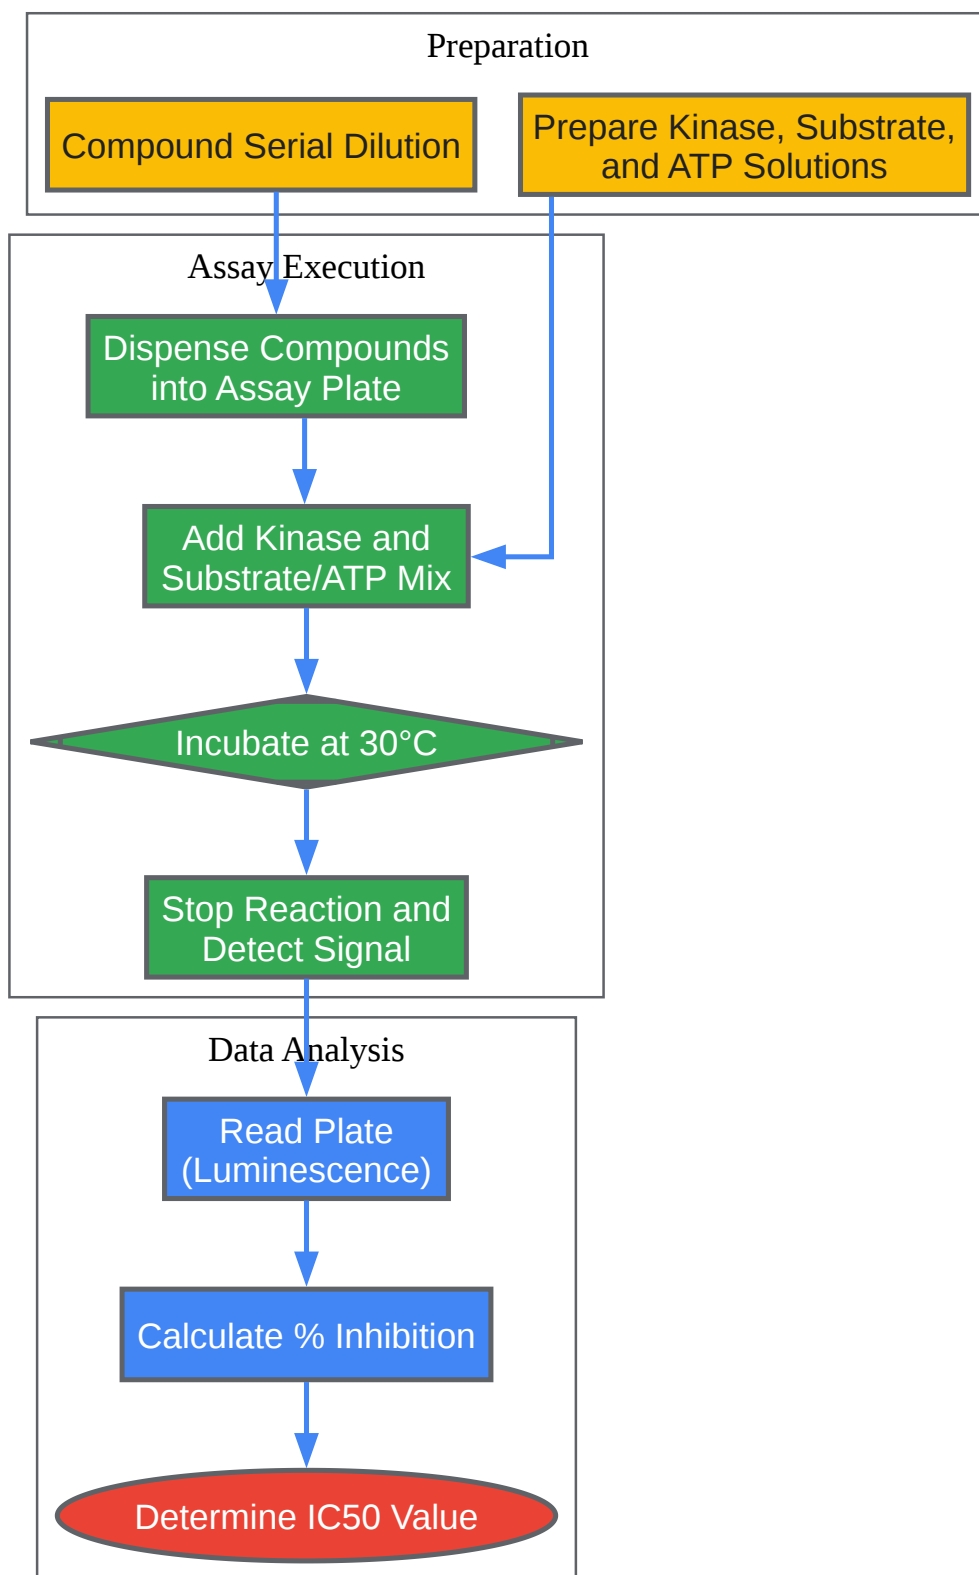 Preparation
Compound Serial Dilution
Prepare Kinase, Substrate,
and ATP Solutions
Assay Execution
Dispense Compounds
into Assay Plate
Add Kinase and
Substrate/ATP Mix
Incubate at 30°C
Stop Reaction and
Detect Signal
Data Analysis
Read Plate
(Luminescence)
Calculate % Inhibition
Determine IC50 Value